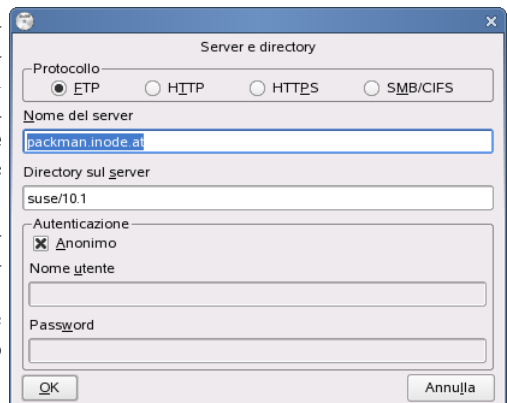 Server e directory
Protocollo
FTP HTTP HTTPS SMB/CIFS
Nome del server
packman.inode.at
Directory sul server
suse/10.1
Autenticazione
Anonimo
Nome utente
Password
OK Annulla